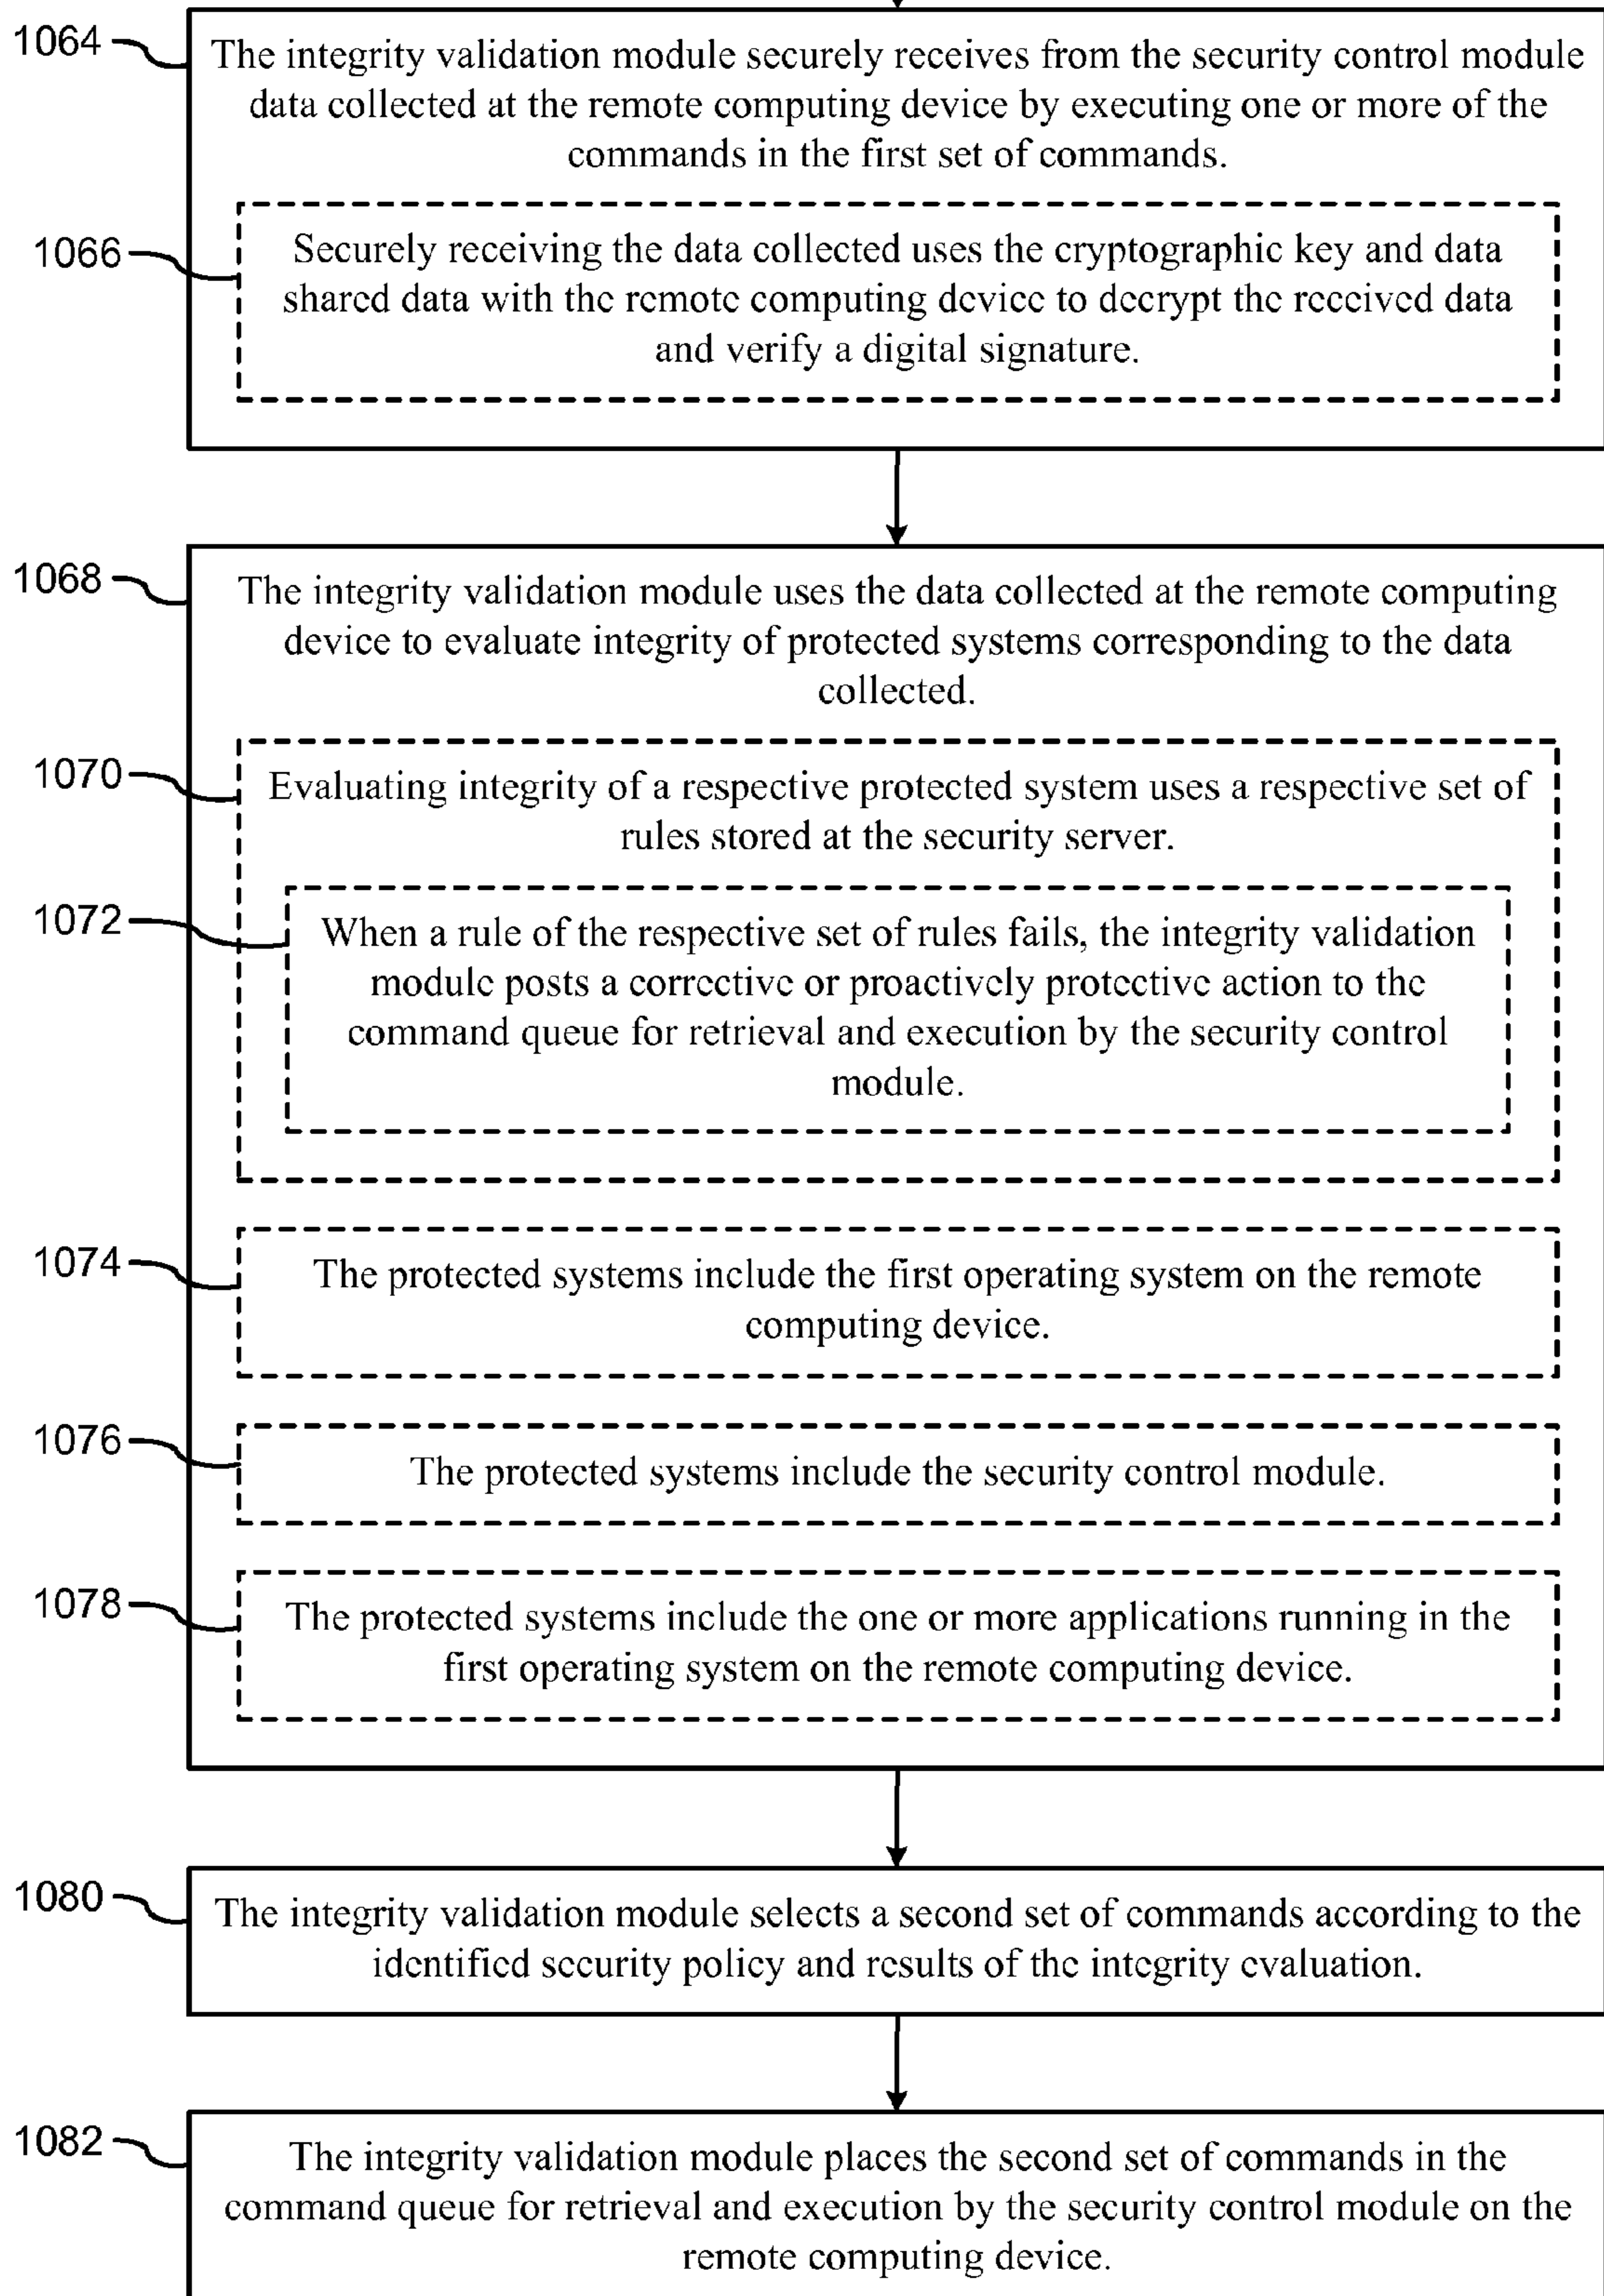 1064
The integrity validation module securely receives from the security control module
data collected at the remote computing device by executing one or more of the
commands in the first set of commands.
1066
Securely receiving the data collected uses the cryptographic key and data
shared data with the remote computing device to decrypt the received data
and verify a digital signature.
1068
The integrity validation module uses the data collected at the remote computing
device to evaluate integrity of protected systems corresponding to the data
collected.
1070
Evaluating integrity of a respective protected system uses a respective set of
rules stored at the security server.
1072
When a rule of the respective set of rules fails, the integrity validation
module posts a corrective or proactively protective action to the
command queue for retrieval and execution by the security control
module.
1074
The protected systems include the first operating system on the remote
computing device.
1076
The protected systems include the security control module.
1078
The protected systems include the one or more applications running in the
first operating system on the remote computing device.
1080
The integrity validation module selects a second set of commands according to the
identified security policy and results of the integrity evaluation.
1082
The integrity validation module places the second set of commands in the
command queue for retrieval and execution by the security control module on the
remote computing device.